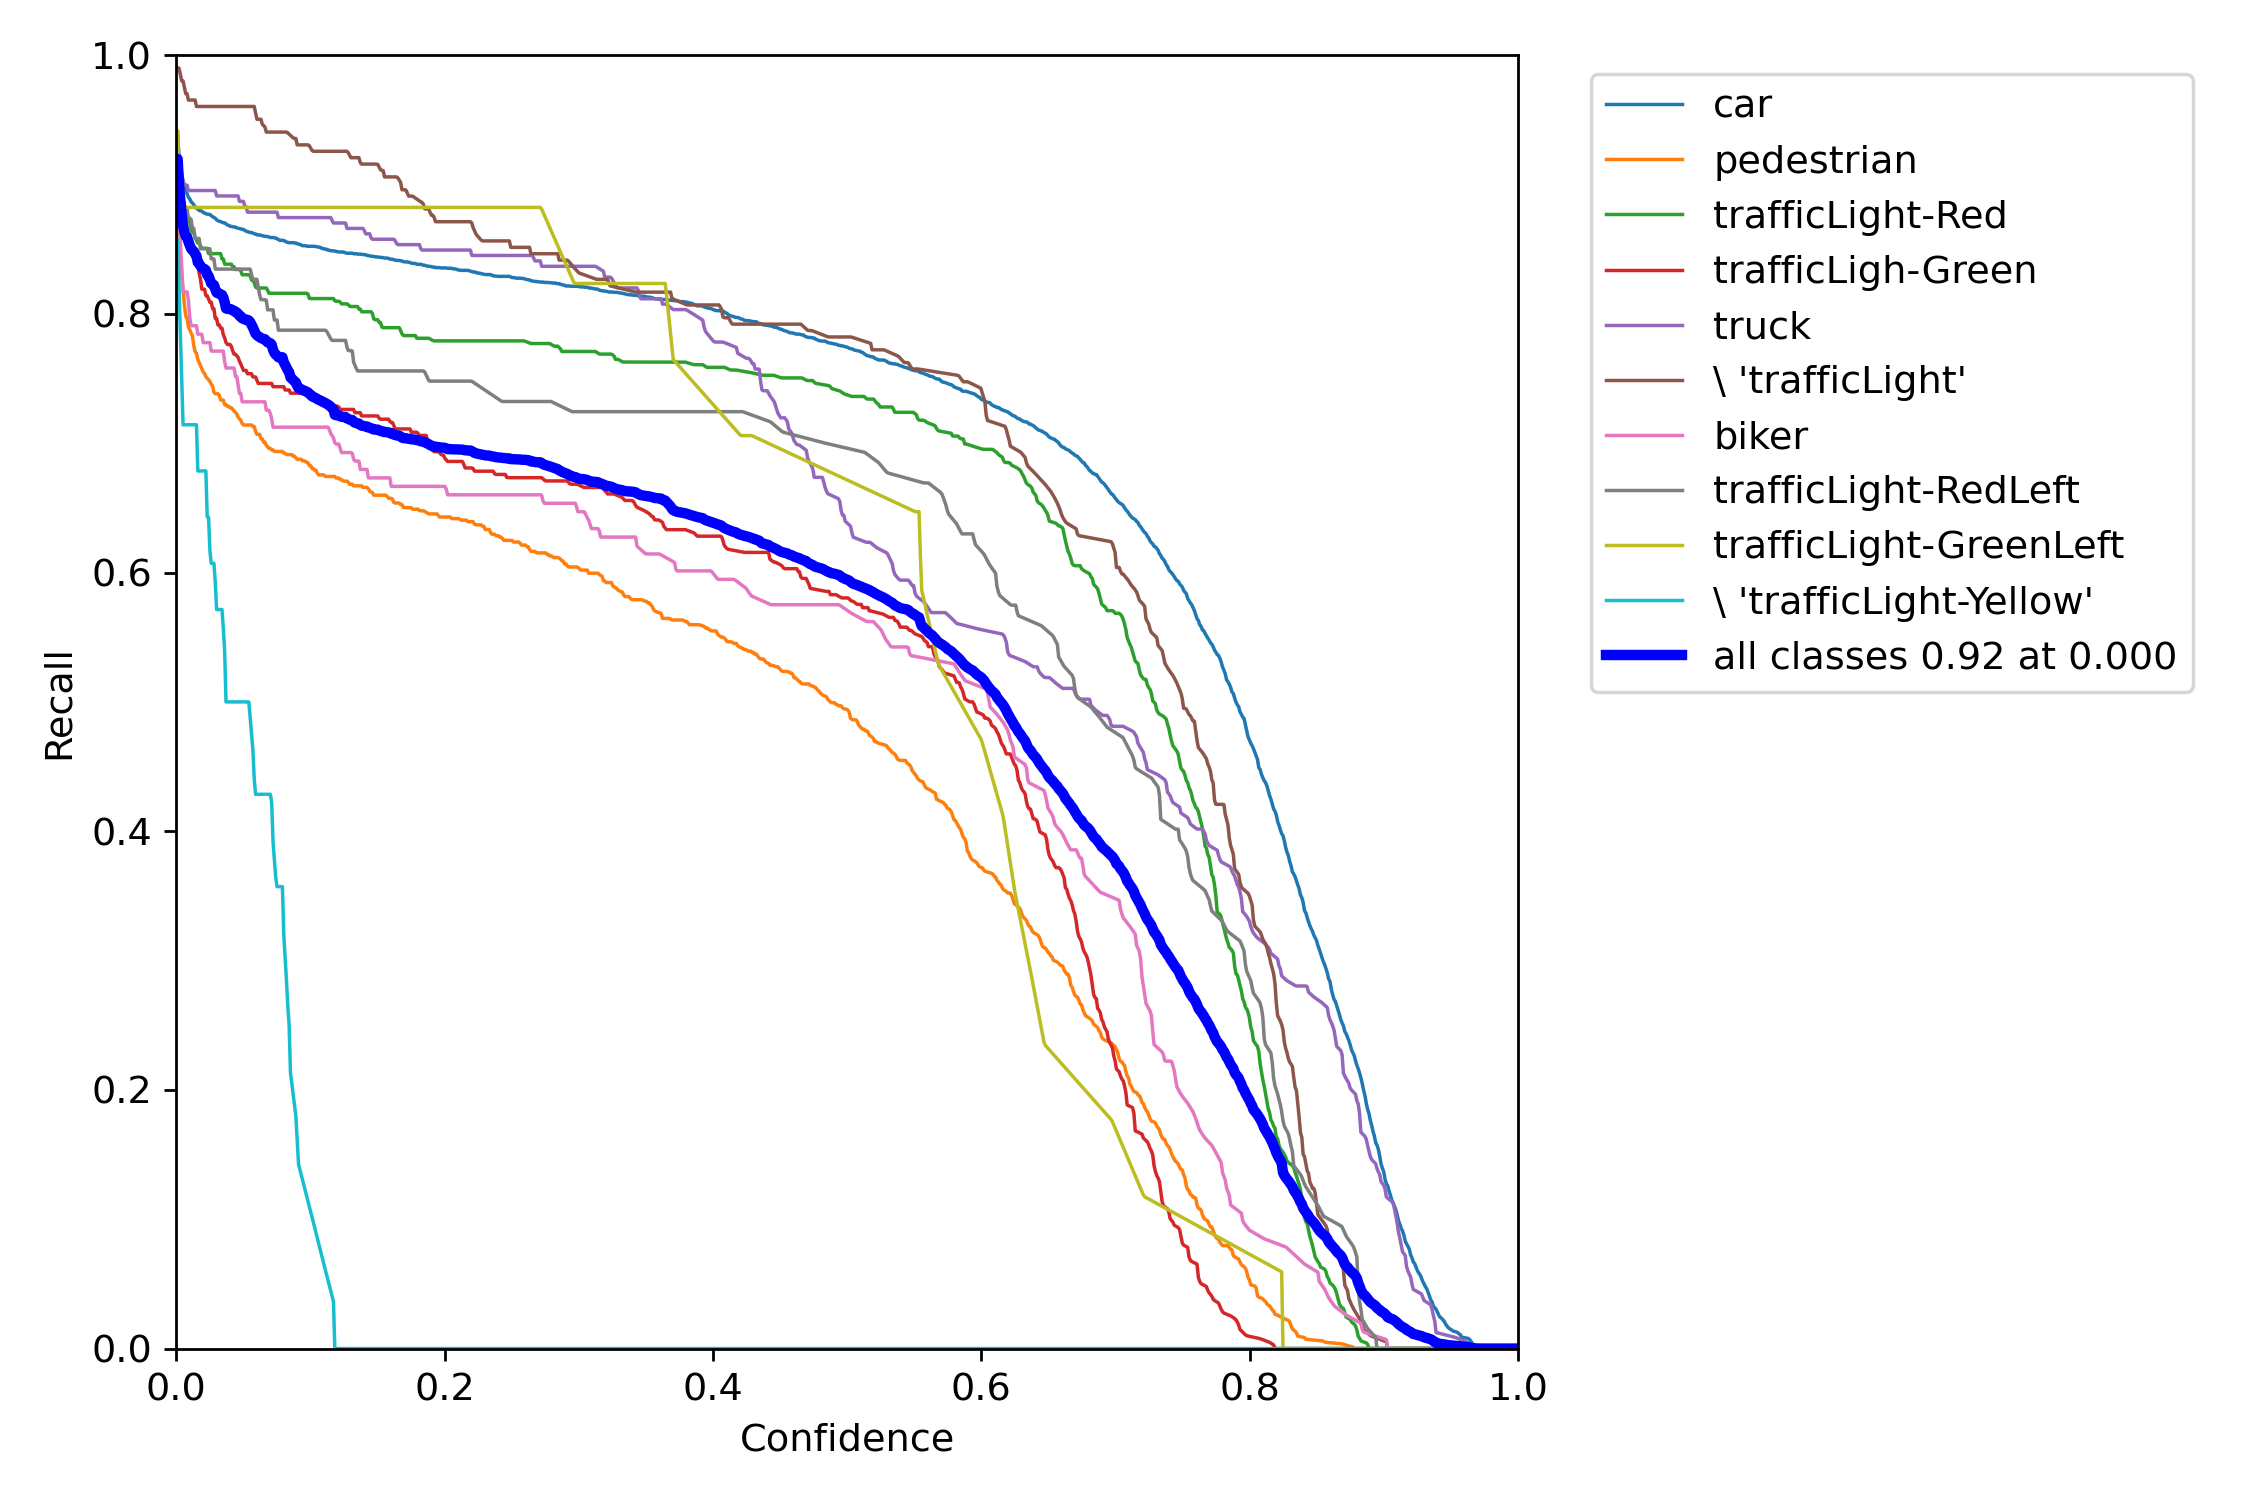 1.0
0.8
0.6
0.4
0.2
0.0
Recall
0.0 0.2 0.4 0.6 0.8 1.0
Confidence
car
pedestrian
trafficLight-Red
trafficLigh-Green
truck
\ 'trafficLight'
biker
trafficLight-RedLeft
trafficLight-GreenLeft
\ 'trafficLight-Yellow'
all classes 0.92 at 0.000